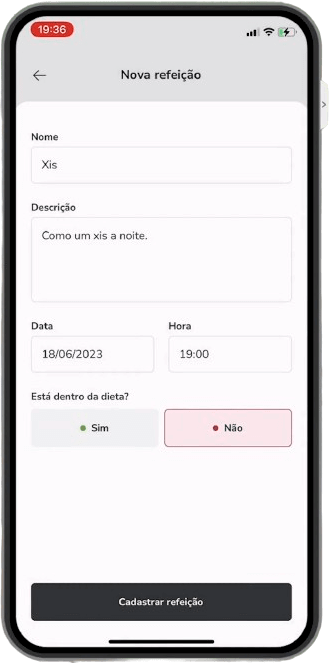 19:36
Nova refeição
Nome
Xis
Descrição
Como um xis a noite.
Data
Hora
18/06/2023
19:00
Está dentro da dieta?
Sim
Não
Cadastrar refeição